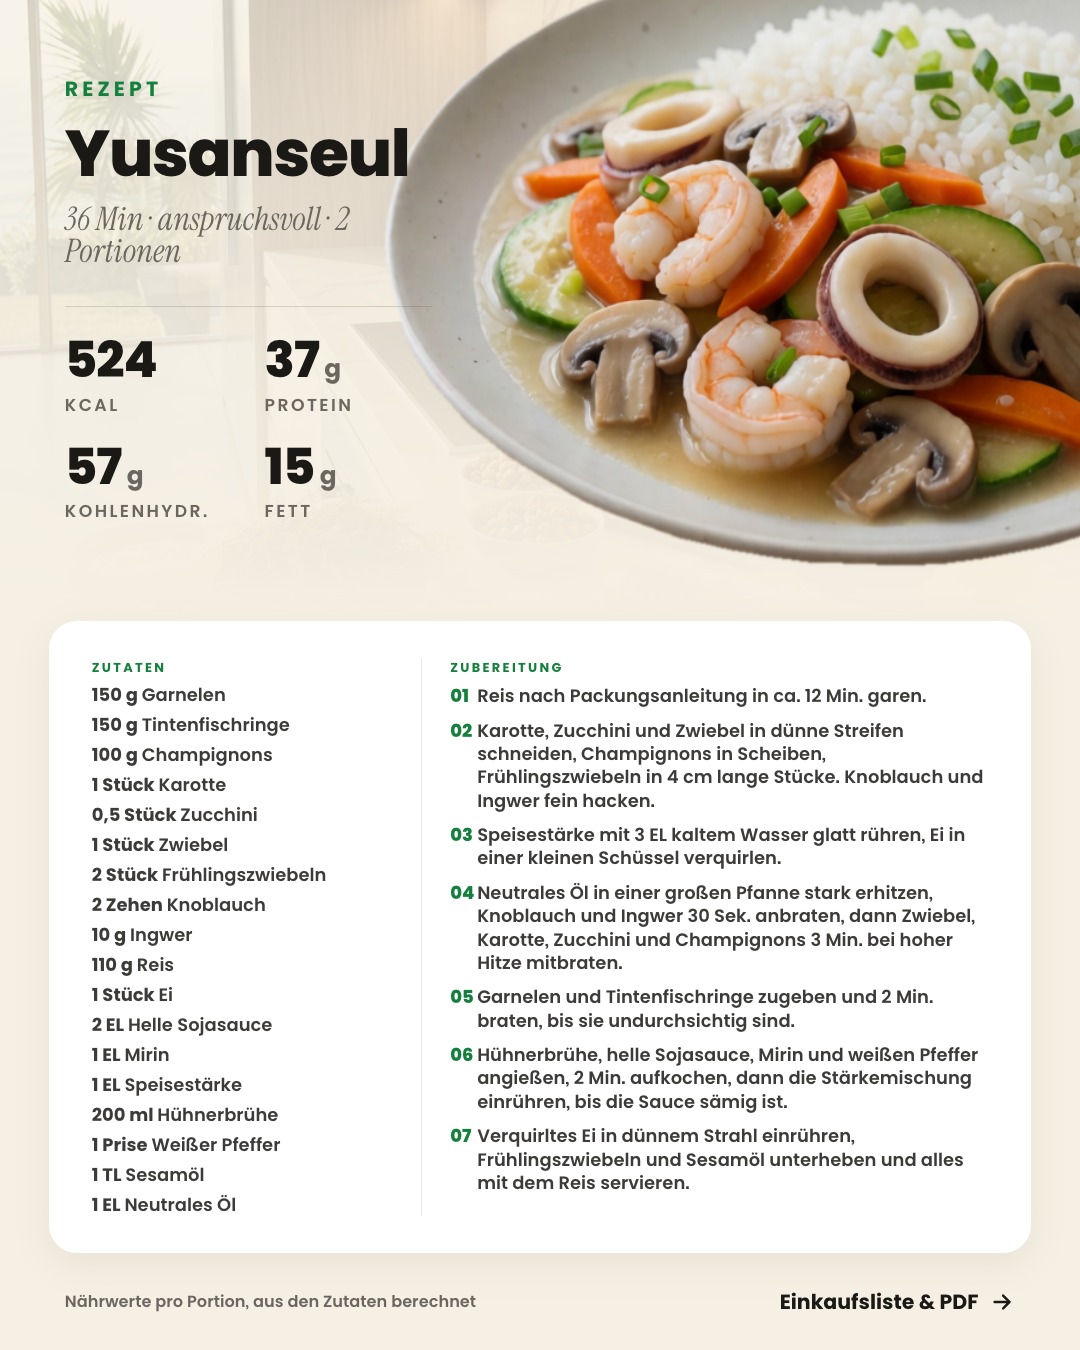 REZEPT
Yusanseul
36 Min · anspruchsvoll · 2
Portionen
524
KCAL
37 g
PROTEIN
57 g
KOHLENHYDR.
15 g
FETT
ZUTATEN
150 g Garnelen
150 g Tintenfischringe
100 g Champignons
1 Stück Karotte
0,5 Stück Zucchini
1 Stück Zwiebel
2 Stück Frühlingszwiebeln
2 Zehen Knoblauch
10 g Ingwer
110 g Reis
1 Stück Ei
2 EL Helle Sojasauce
1 EL Mirin
1 EL Speisestärke
200 ml Hühnerbrühe
1 Prise Weißer Pfeffer
1 TL Sesamöl
1 EL Neutrales Öl
ZUBEREITUNG
01 Reis nach Packungsanleitung in ca. 12 Min. garen.
02 Karotte, Zucchini und Zwiebel in dünne Streifen
schneiden, Champignons in Scheiben,
Frühlingszwiebeln in 4 cm lange Stücke. Knoblauch und
Ingwer fein hacken.
03 Speisestärke mit 3 EL kaltem Wasser glatt rühren, Ei in
einer kleinen Schüssel verquirlen.
04 Neutrales Öl in einer großen Pfanne stark erhitzen,
Knoblauch und Ingwer 30 Sek. anbraten, dann Zwiebel,
Karotte, Zucchini und Champignons 3 Min. bei hoher
Hitze mitbraten.
05 Garnelen und Tintenfischringe zugeben und 2 Min.
braten, bis sie undurchsichtig sind.
06 Hühnerbrühe, helle Sojasauce, Mirin und weißen Pfeffer
angießen, 2 Min. aufkochen, dann die Stärkemischung
einrühren, bis die Sauce sämig ist.
07 Verquirltes Ei in dünnem Strahl einrühren,
Frühlingszwiebeln und Sesamöl unterheben und alles
mit dem Reis servieren.
Nährwerte pro Portion, aus den Zutaten berechnet
Einkaufsliste & PDF →